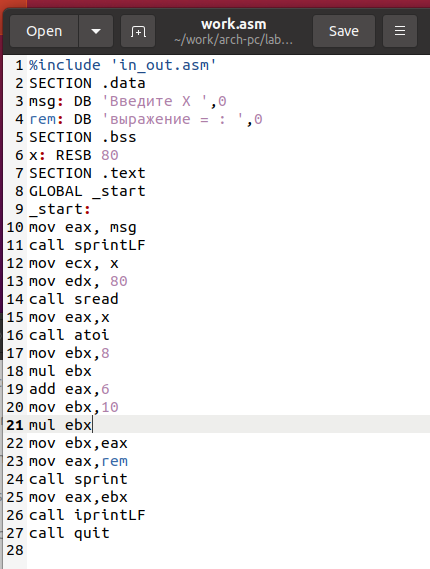 Open
work.asm
~/work/arch-pc/lab...
Save
1 %include 'in_out.asm'
2 SECTION .data
3 msg: DB 'Введите X ',0
4 rem: DB 'выражение = : ',0
5 SECTION .bss
6 x: RESB 80
7 SECTION .text
8 GLOBAL _start
9 _start:
10 mov eax, msg
11 call sprintLF
12 mov ecx, x
13 mov edx, 80
14 call sread
15 mov eax,x
16 call atoi
17 mov ebx,8
18 mul ebx
19 add eax,6
20 mov ebx,10
21 mul ebx
22 mov ebx,eax
23 mov eax,rem
24 call sprint
25 mov eax,ebx
26 call iprintLF
27 call quit
28